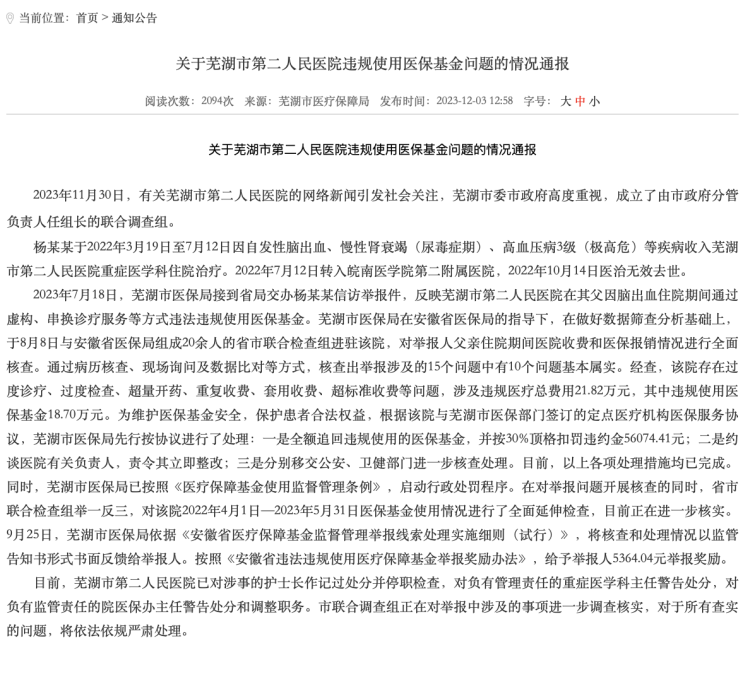 当前位置：首页 > 通知公告
关于芜湖市第二人民医院违规使用医保基金问题的情况通报
阅读次数：2094次 来源：芜湖市医疗保障局 发布时间：2023-12-03 12:58 字号： 大 中 小
关于芜湖市第二人民医院违规使用医保基金问题的情况通报
2023年11月30日，有关芜湖市第二人民医院的网络新闻引发社会关注，芜湖市委市政府高度重视，成立了由市政府分管
负责人任组长的联合调查组。
杨某某于2022年3月19日至7月12日因自发性脑出血、慢性肾衰竭（尿毒症期）、高血压病3级（极高危）等疾病收入芜湖
市第二人民医院重症医学科住院治疗。2022年7月12日转入皖南医学院第二附属医院，2022年10月14日医治无效去世。
2023年7月18日，芜湖市医保局接到省局交办杨某某信访举报件，反映芜湖市第二人民医院在其父因脑出血住院期间通过
虚构、串换诊疗服务等方式违法违规使用医保基金。芜湖市医保局在安徽省医保局的指导下，在做好数据筛查分析基础上，
于8月8日与安徽省医保局组成20余人的省市联合检查组进驻该院，对举报人父亲住院期间医院收费和医保报销情况进行全面
核查。通过病历核查、现场询问及数据比对等方式，核查出举报涉及的15个问题中有10个问题基本属实。经查，该院存在过
度诊疗、过度检查、超量开药、重复收费、套用收费、超标准收费等问题，涉及违规医疗总费用21.82万元，其中违规使用医
保基金18.70万元。为维护医保基金安全，保护患者合法权益，根据该院与芜湖市医保部门签订的定点医疗机构医保服务协
议，芜湖市医保局先行按协议进行了处理：一是全额追回违规使用的医保基金，并按30%顶格扣罚违约金56074.41元；二是约
谈医院有关负责人，责令其立即整改；三是分别移交公安、卫健部门进一步核查处理。目前，以上各项处理措施均已完成。
同时，芜湖市医保局已按照《医疗保障基金使用监督管理条例》，启动行政处罚程序。在对举报问题开展核查的同时，省市
联合检查组举一反三，对该院2022年4月1日—2023年5月31日医保基金使用情况进行了全面延伸检查，目前正在进一步核实。
9月25日，芜湖市医保局依据《安徽省医疗保障基金监督管理举报线索处理实施细则（试行）》，将核查和处理情况以监管
告知书形式书面反馈给举报人。按照《安徽省违法违规使用医疗保障基金举报奖励办法》，给予举报人5364.04元举报奖励。
目前，芜湖市第二人民医院已对涉事的护士长作记过处分并停职检查，对负有管理责任的重症医学科主任警告处分，对
负有监管责任的院医保办主任警告处分和调整职务。市联合调查组正在对举报中涉及的事项进一步调查核实，对于所有查实
的问题，将依法依规严肃处理。